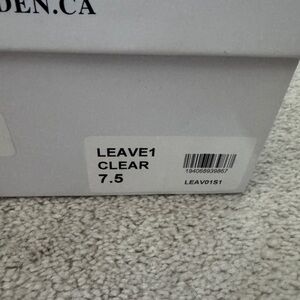 DEN.CA
LEAVE1
CLEAR
7.5
194068939867
LEAV01S1